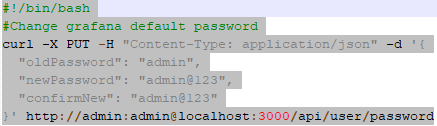 #!/bin/bash
#Change grafana default password
curl -X PUT -H "Content-Type: application/json" -d '{
  "oldPassword": "admin",
  "newPassword": "admin@123",
  "confirmNew": "admin@123"
}' http://admin:admin@localhost:3000/api/user/password